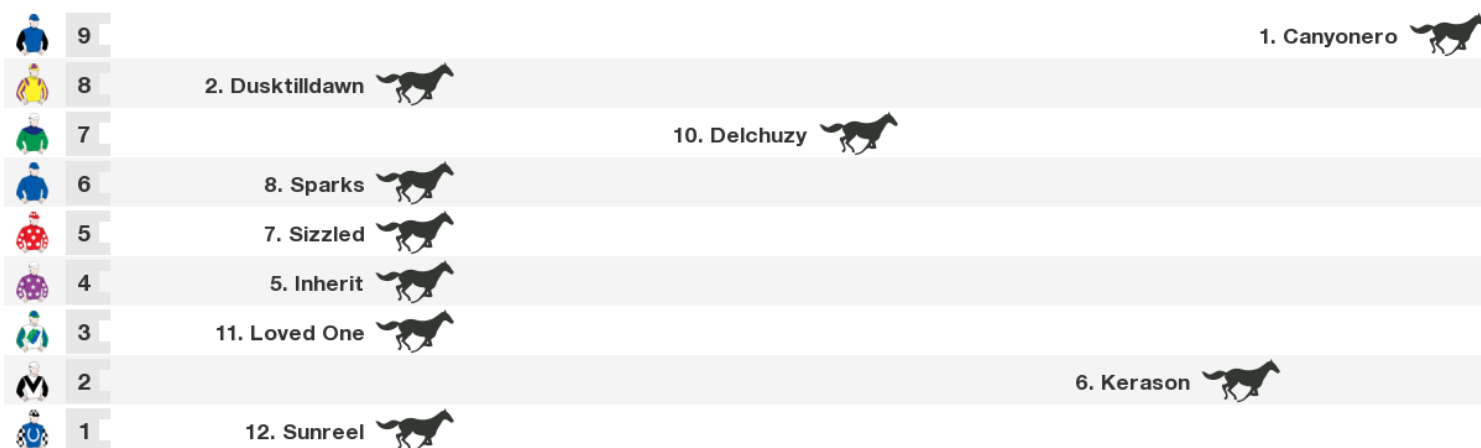 9 1. Canyonero
8 2. Dusktilldawn
7 10. Delchuzy
6 8. Sparks
5 7. Sizzled
4 5. Inherit
3 11. Loved One
2 6. Kerason
1 12. Sunreel